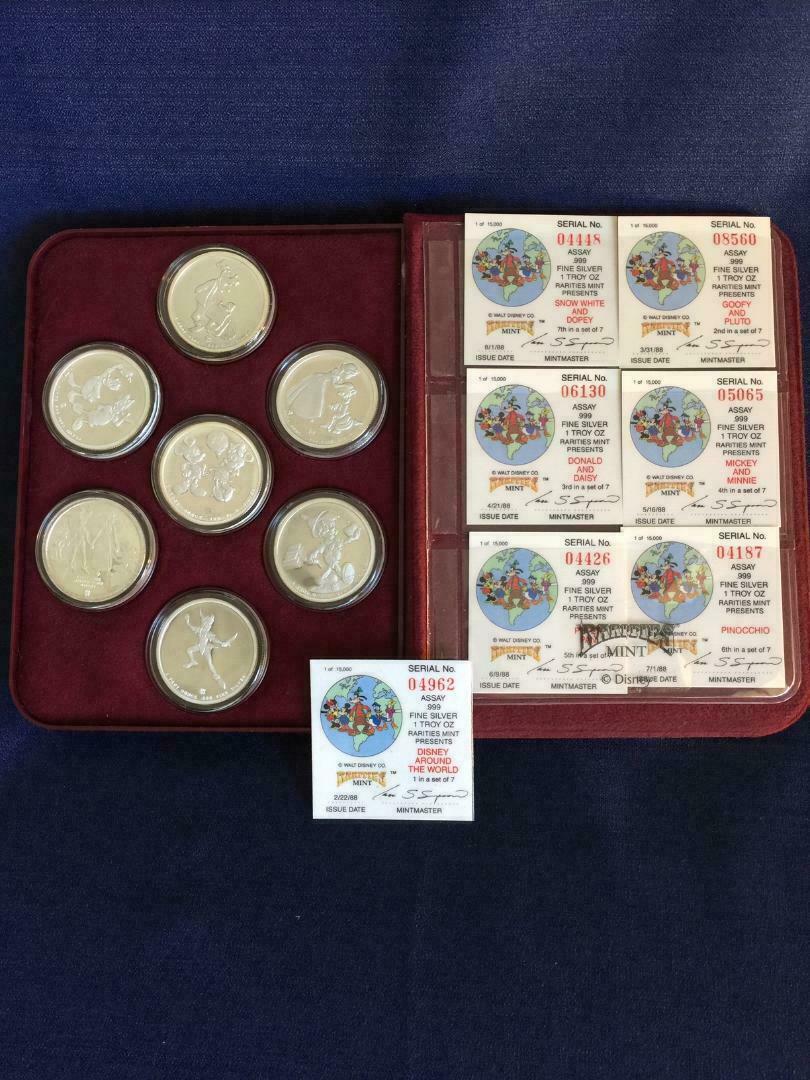 1 of 15,000
SERIAL No.
04448
ASSAY
.999
FINE SILVER
1 TROY OZ
RARITIES MINT
PRESENTS
SNOW WHITE
AND
DOPEY
7th in a set of 7
© WALT DISNEY CO.
RARITIES ™
MINT
8/1/88
ISSUE DATE
MINTMASTER
1 of 15,000
SERIAL No.
08560
ASSAY
.999
FINE SILVER
1 TROY OZ
RARITIES MINT
PRESENTS
GOOFY
AND
PLUTO
2nd in a set of 7
© WALT DISNEY CO.
RARITIES ™
MINT
3/31/88
ISSUE DATE
MINTMASTER
1 of 15,000
SERIAL No.
06130
ASSAY
.999
FINE SILVER
1 TROY OZ
RARITIES MINT
PRESENTS
DONALD
AND
DAISY
3rd in a set of 7
© WALT DISNEY CO.
RARITIES ™
MINT
4/21/88
ISSUE DATE
MINTMASTER
1 of 15,000
SERIAL No.
05065
ASSAY
.999
FINE SILVER
1 TROY OZ
RARITIES MINT
PRESENTS
MICKEY
AND
MINNIE
4th in a set of 7
© WALT DISNEY CO.
RARITIES ™
MINT
5/16/88
ISSUE DATE
MINTMASTER
1 of 15,000
SERIAL No.
04426
ASSAY
.999
FINE SILVER
1 TROY OZ
RARITIES MINT
PRESENTS
5th in a set of 7
© WALT DISNEY CO.
RARITIES
MINT
6/9/88
ISSUE DATE
MINTMASTER
1 of 15,000
SERIAL No.
04187
ASSAY
.999
FINE SILVER
1 TROY OZ
RARITIES MINT
PRESENTS
PINOCCHIO
6th in a set of 7
© WALT DISNEY CO.
RARITIES ™
MINT
7/1/88
ISSUE DATE
MINTMASTER
RARITIES
MINT
© Disney
1 of 15,000
SERIAL No.
04962
ASSAY
.999
FINE SILVER
1 TROY OZ
RARITIES MINT
PRESENTS
DISNEY
AROUND
THE WORLD
1 in a set of 7
© WALT DISNEY CO.
RARITIES ™
MINT
2/22/88
ISSUE DATE
MINTMASTER